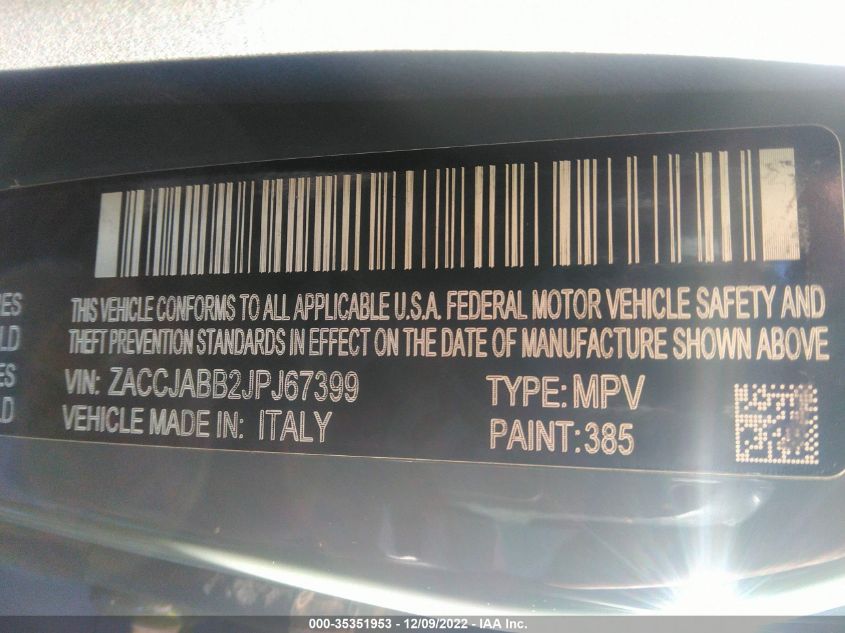 THIS VEHICLE CONFORMS TO ALL APPLICABLE U.S.A. FEDERAL MOTOR VEHICLE SAFETY AND
THEFT PREVENTION STANDARDS IN EFFECT ON THE DATE OF MANUFACTURE SHOWN ABOVE
VIN: ZACCJABB2JPJ67399 TYPE: MPV
VEHICLE MADE IN: ITALY PAINT: 385
000-35351953 - 12/09/2022 - IAA Inc.